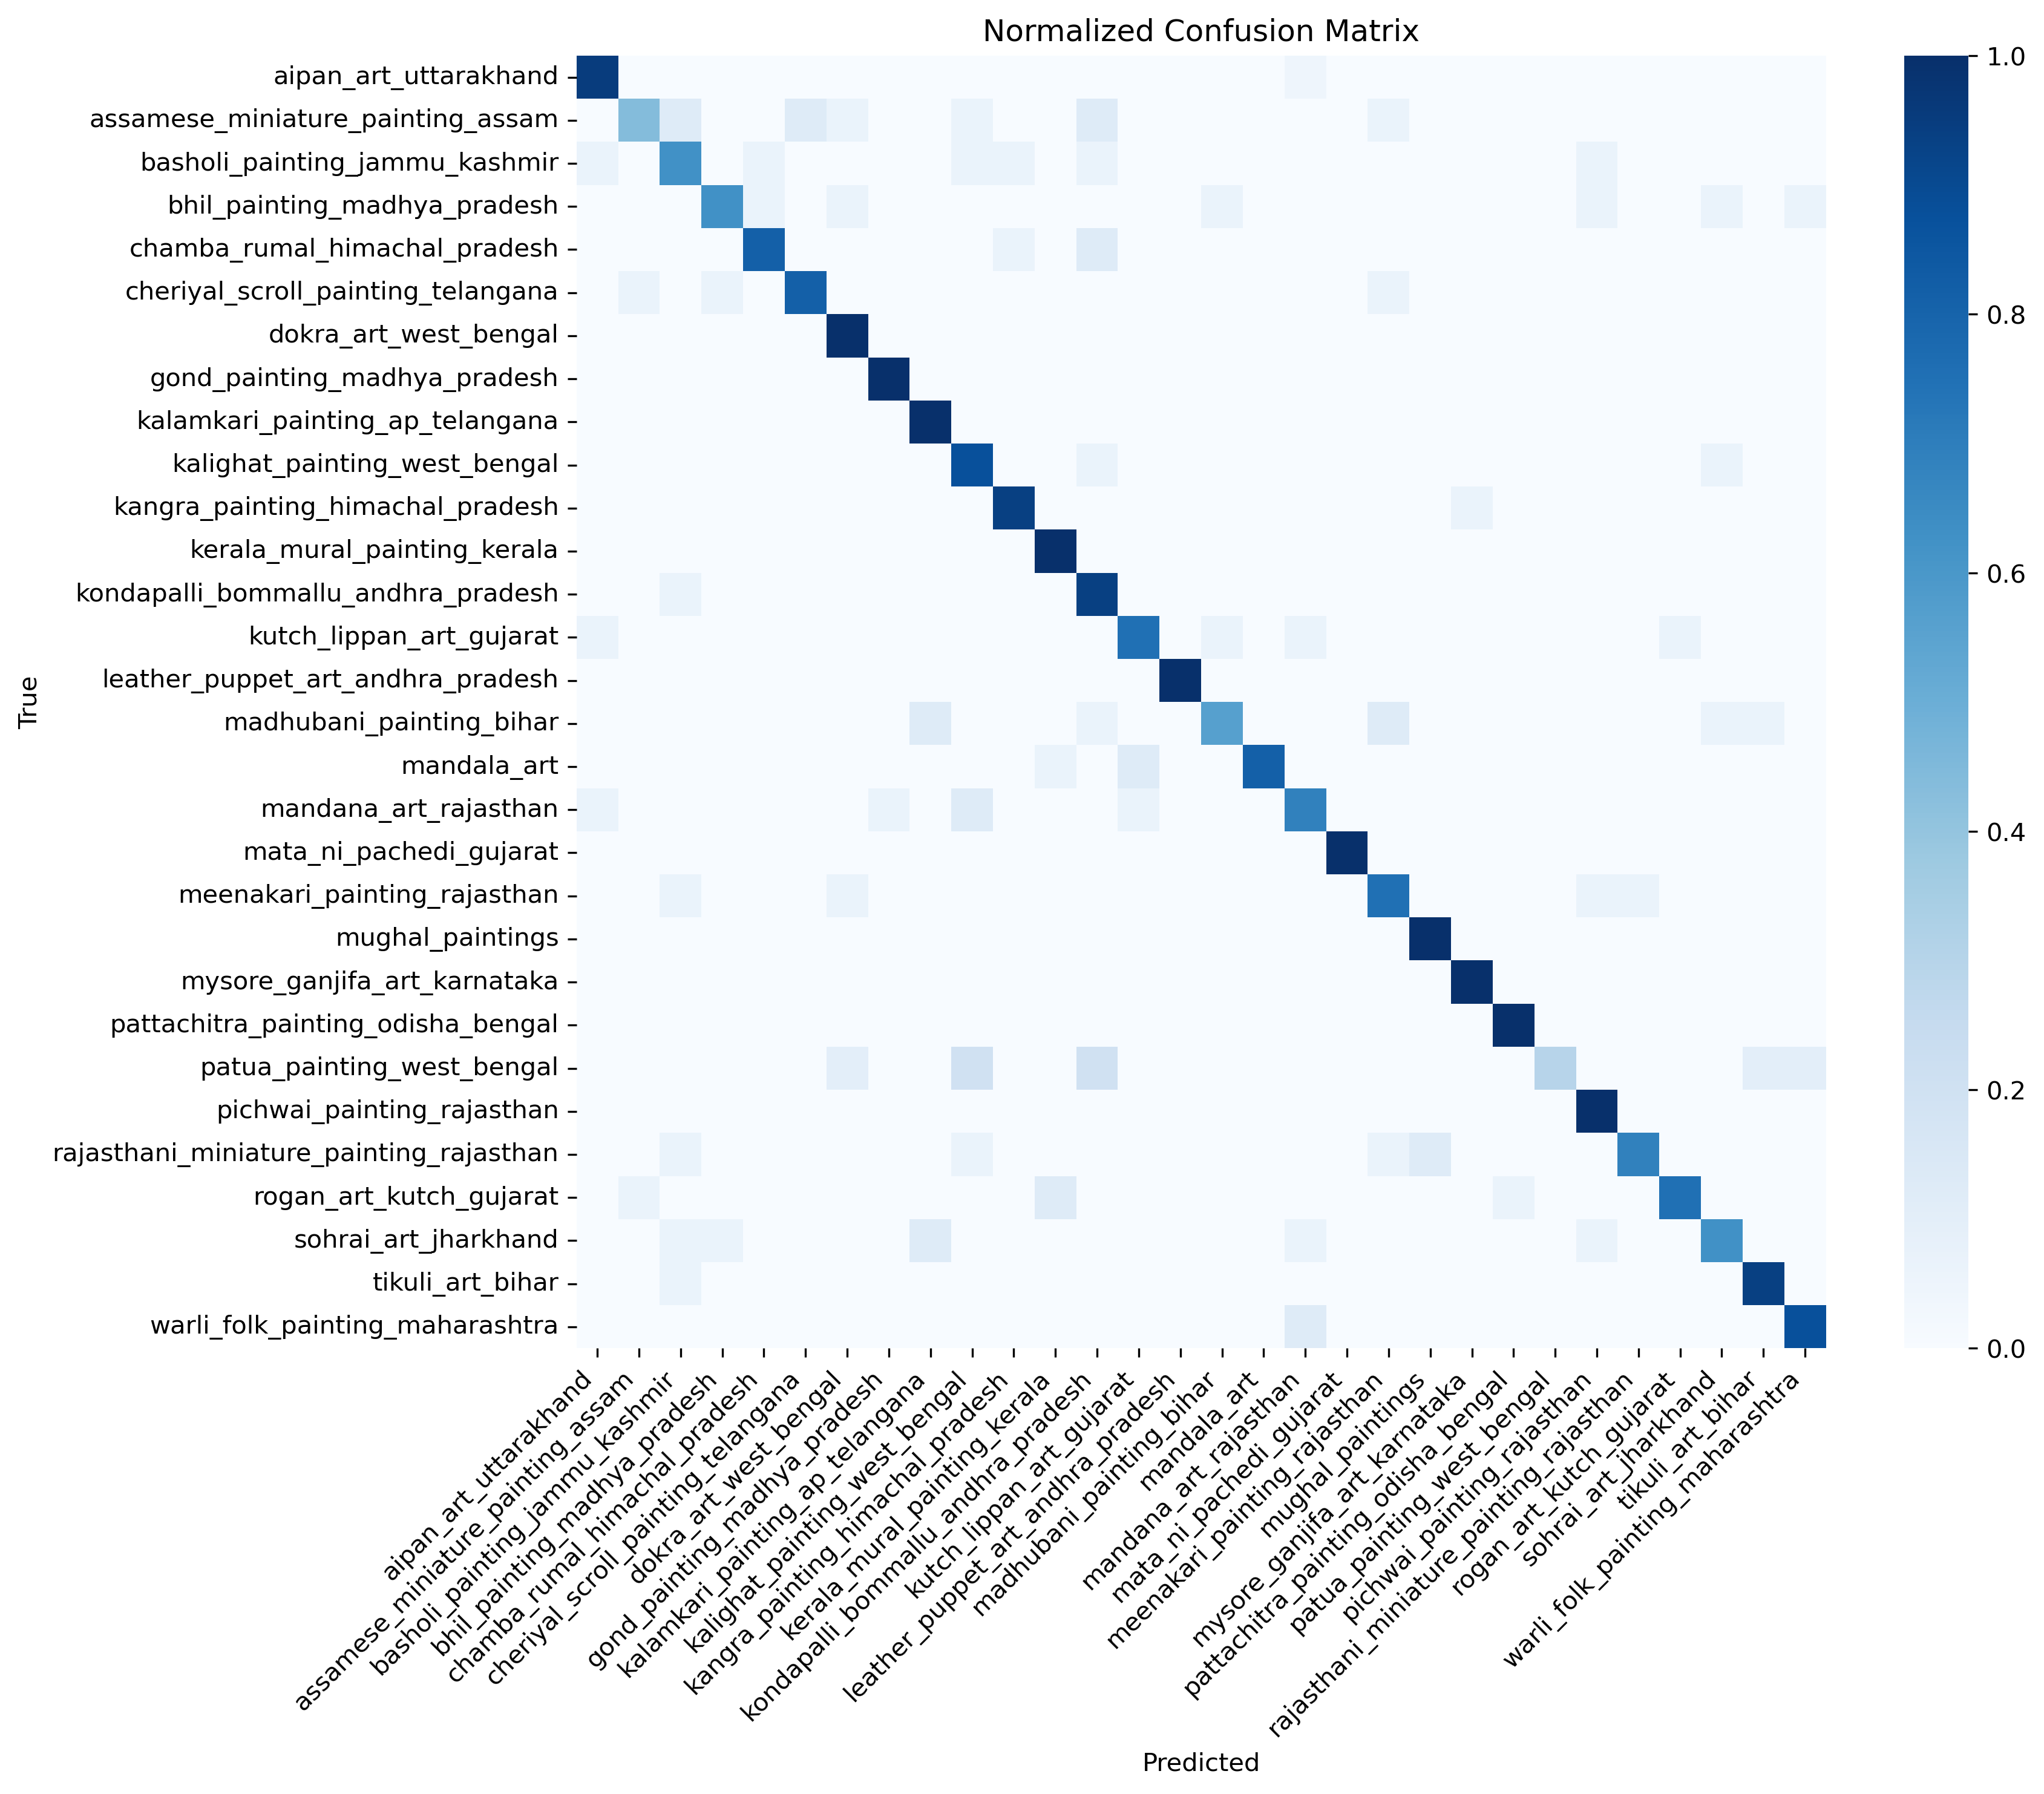 Normalized Confusion Matrix
True
aipan_art_uttarakhand
assamese_miniature_painting_assam
basholi_painting_jammu_kashmir
bhil_painting_madhya_pradesh
chamba_rumal_himachal_pradesh
cheriyal_scroll_painting_telangana
dokra_art_west_bengal
gond_painting_madhya_pradesh
kalamkari_painting_ap_telangana
kalighat_painting_west_bengal
kangra_painting_himachal_pradesh
kerala_mural_painting_kerala
kondapalli_bommallu_andhra_pradesh
kutch_lippan_art_gujarat
leather_puppet_art_andhra_pradesh
madhubani_painting_bihar
mandala_art
mandana_art_rajasthan
mata_ni_pachedi_gujarat
meenakari_painting_rajasthan
mughal_paintings
mysore_ganjifa_art_karnataka
pattachitra_painting_odisha_bengal
patua_painting_west_bengal
pichwai_painting_rajasthan
rajasthani_miniature_painting_rajasthan
rogan_art_kutch_gujarat
sohrai_art_jharkhand
tikuli_art_bihar
warli_folk_painting_maharashtra
aipan_art_uttarakhand
assamese_miniature_painting_assam
basholi_painting_jammu_kashmir
bhil_painting_madhya_pradesh
chamba_rumal_himachal_pradesh
cheriyal_scroll_painting_telangana
dokra_art_west_bengal
gond_painting_madhya_pradesh
kalamkari_painting_ap_telangana
kalighat_painting_west_bengal
kangra_painting_himachal_pradesh
kerala_mural_painting_kerala
kondapalli_bommallu_andhra_pradesh
kutch_lippan_art_gujarat
leather_puppet_art_andhra_pradesh
madhubani_painting_bihar
mandala_art
mandana_art_rajasthan
mata_ni_pachedi_gujarat
meenakari_painting_rajasthan
mughal_paintings
mysore_ganjifa_art_karnataka
pattachitra_painting_odisha_bengal
patua_painting_west_bengal
pichwai_painting_rajasthan
rajasthani_miniature_painting_rajasthan
rogan_art_kutch_gujarat
sohrai_art_jharkhand
tikuli_art_bihar
warli_folk_painting_maharashtra
Predicted
1.0
0.8
0.6
0.4
0.2
0.0